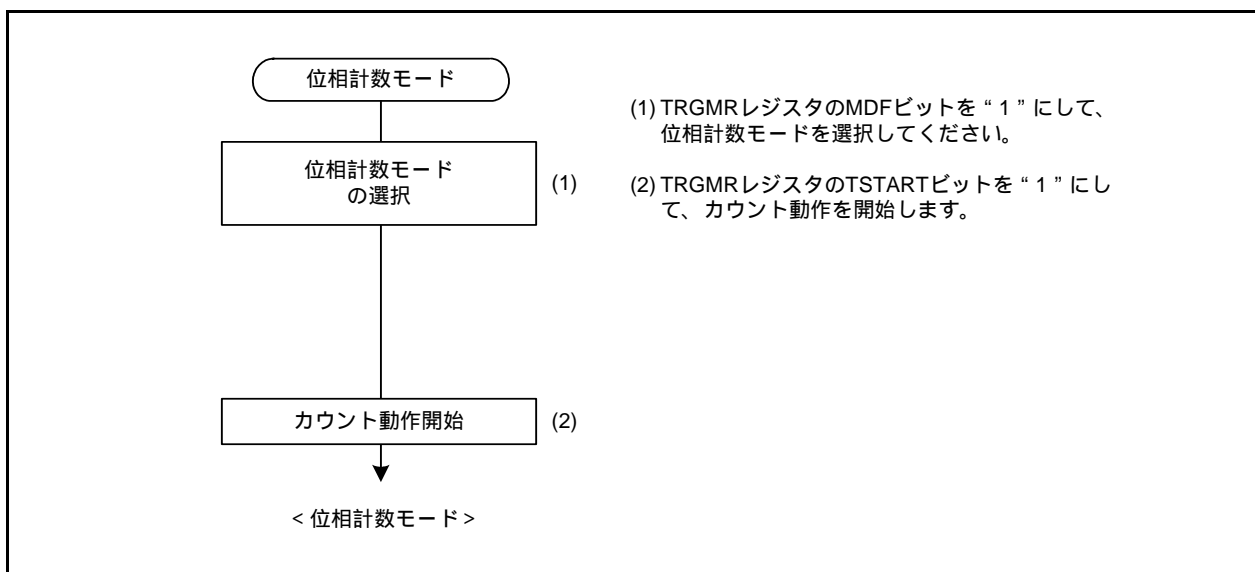 位相計数モード
位相計数モード
の選択
(1)
カウント動作開始
(2)
< 位相計数モード >
(1) TRGMRレジスタのMDFビットを “ 1 ” にして、
位相計数モードを選択してください。
(2) TRGMRレジスタのTSTARTビットを “ 1 ” にし
て、カウント動作を開始します。